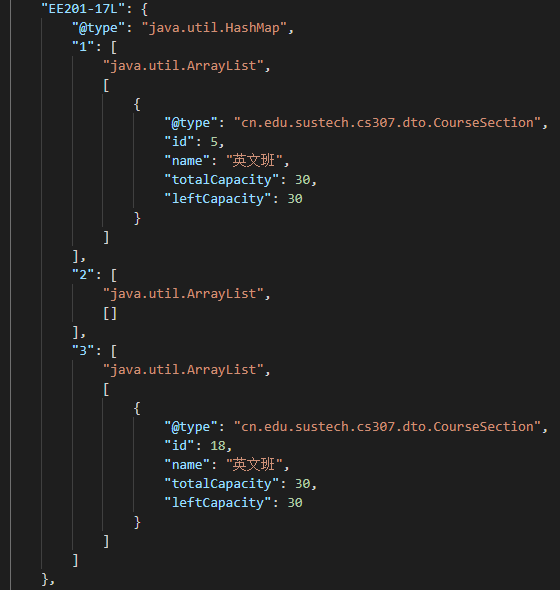 "EE201-17L": {
"@type": "java.util.HashMap",
"1": [
"java.util.ArrayList",
[
{
"@type": "cn.edu.sustech.cs307.dto.CourseSection",
"id": 5,
"name": "英文班",
"totalCapacity": 30,
"leftCapacity": 30
}
]
],
"2": [
"java.util.ArrayList",
[]
],
"3": [
"java.util.ArrayList",
[
{
"@type": "cn.edu.sustech.cs307.dto.CourseSection",
"id": 18,
"name": "英文班",
"totalCapacity": 30,
"leftCapacity": 30
}
]
]
},